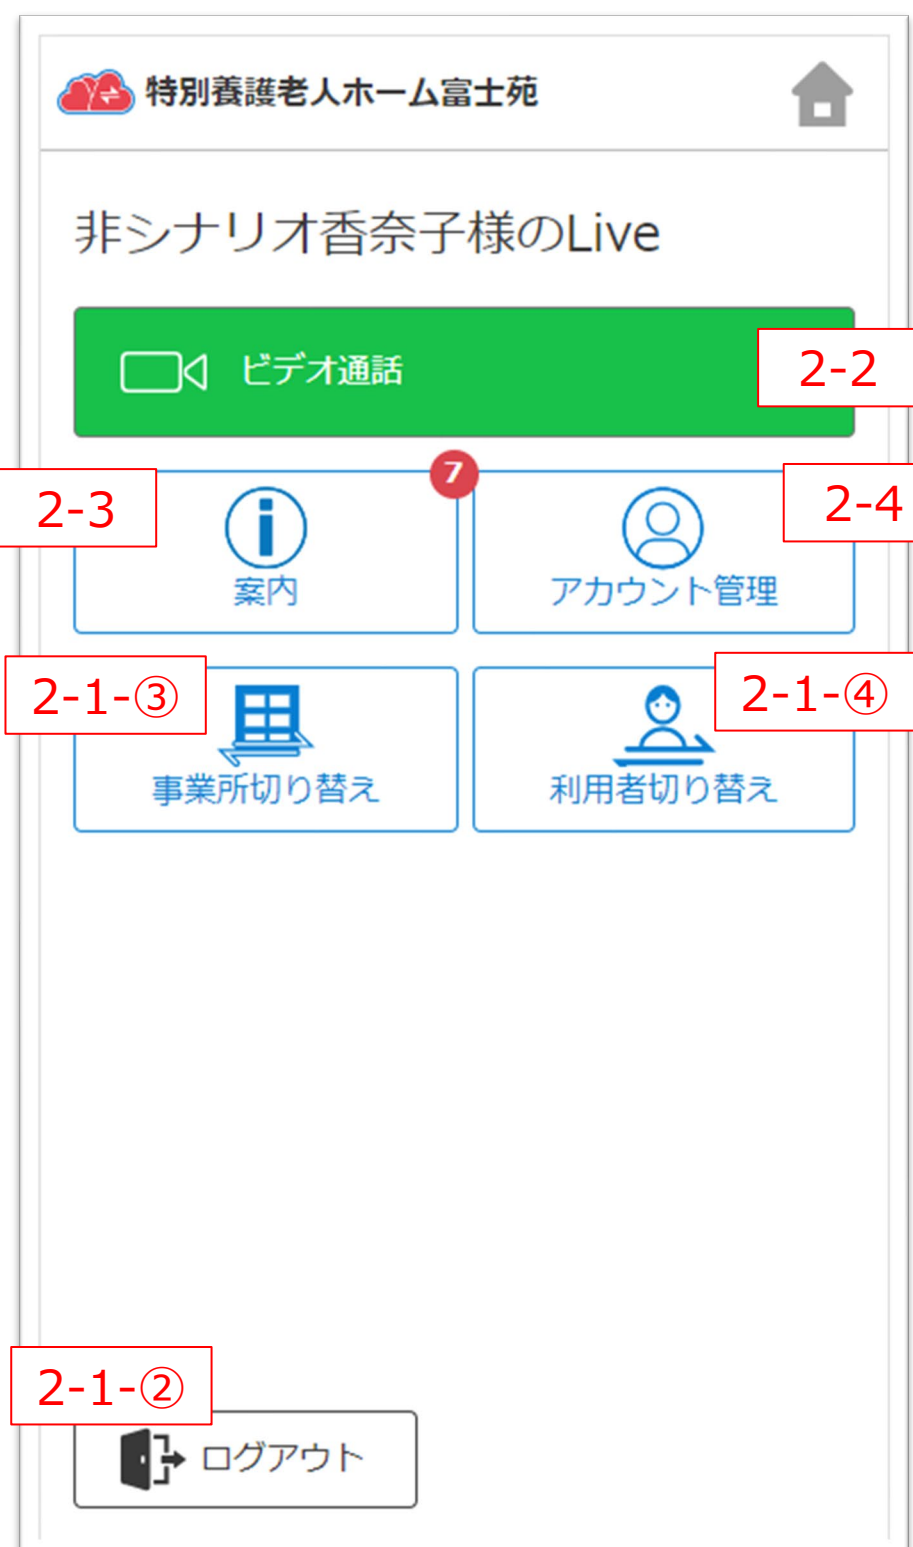 特別養護老人ホーム富士苑
非シナリオ香奈子様のLive
ビデオ通話
2-2
2-3
7
2-4
案内
アカウント管理
2-1-③
2-1-④
事業所切り替え
利用者切り替え
2-1-②
ログアウト